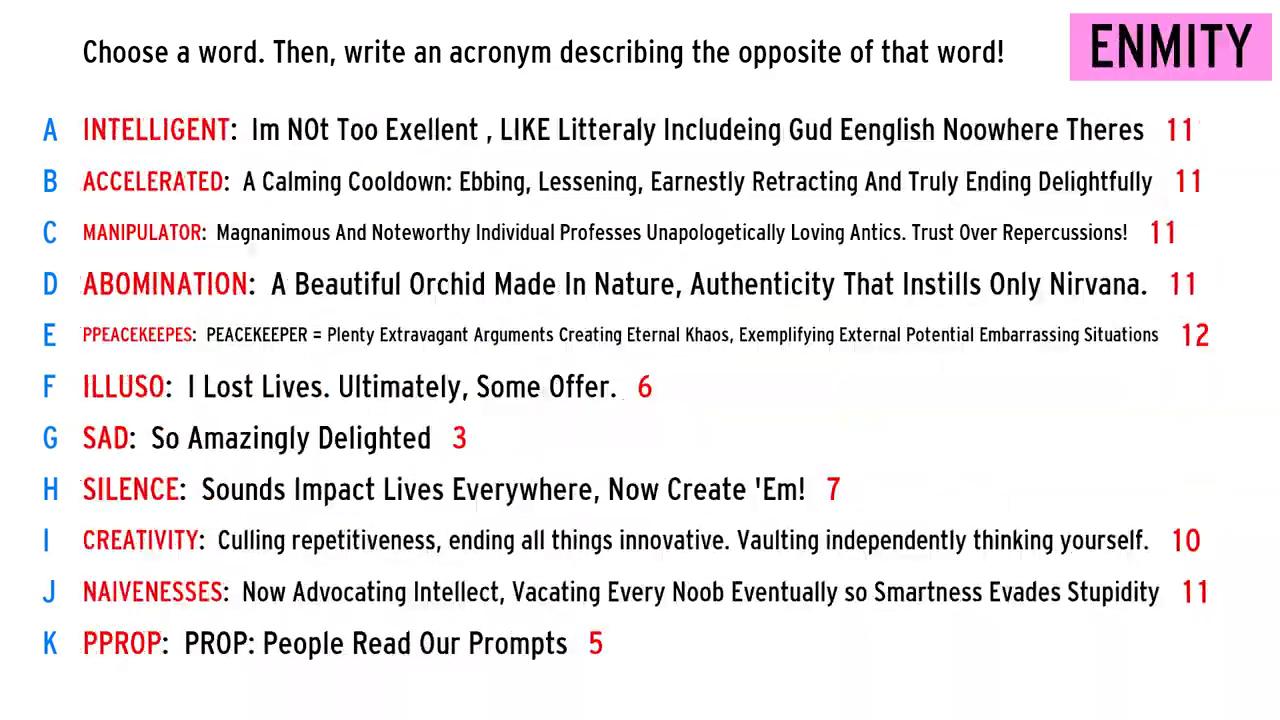 Choose a word. Then, write an acronym describing the opposite of that word!
ENMITY
A INTELLIGENT: Im NOt Too Exellent , LIKE Litteraly Includeing Gud Eenglish Noowhere Theres 11
B ACCELERATED: A Calming Cooldown: Ebbing, Lessening, Earnestly Retracting And Truly Ending Delightfully 11
C MANIPULATOR: Magnanimous And Noteworthy Individual Professes Unapologetically Loving Antics. Trust Over Repercussions! 11
D ABOMINATION: A Beautiful Orchid Made In Nature, Authenticity That Instills Only Nirvana. 11
E PPEACEKEEPES: PEACEKEEPER = Plenty Extravagant Arguments Creating Eternal Khaos, Exemplifying External Potential Embarrassing Situations 12
F ILLUSO: I Lost Lives. Ultimately, Some Offer. 6
G SAD: So Amazingly Delighted 3
H SILENCE: Sounds Impact Lives Everywhere, Now Create 'Em! 7
I CREATIVITY: Culling repetitiveness, ending all things innovative. Vaulting independently thinking yourself. 10
J NAIVENESSES: Now Advocating Intellect, Vacating Every Noob Eventually so Smartness Evades Stupidity 11
K PPROP: PROP: People Read Our Prompts 5